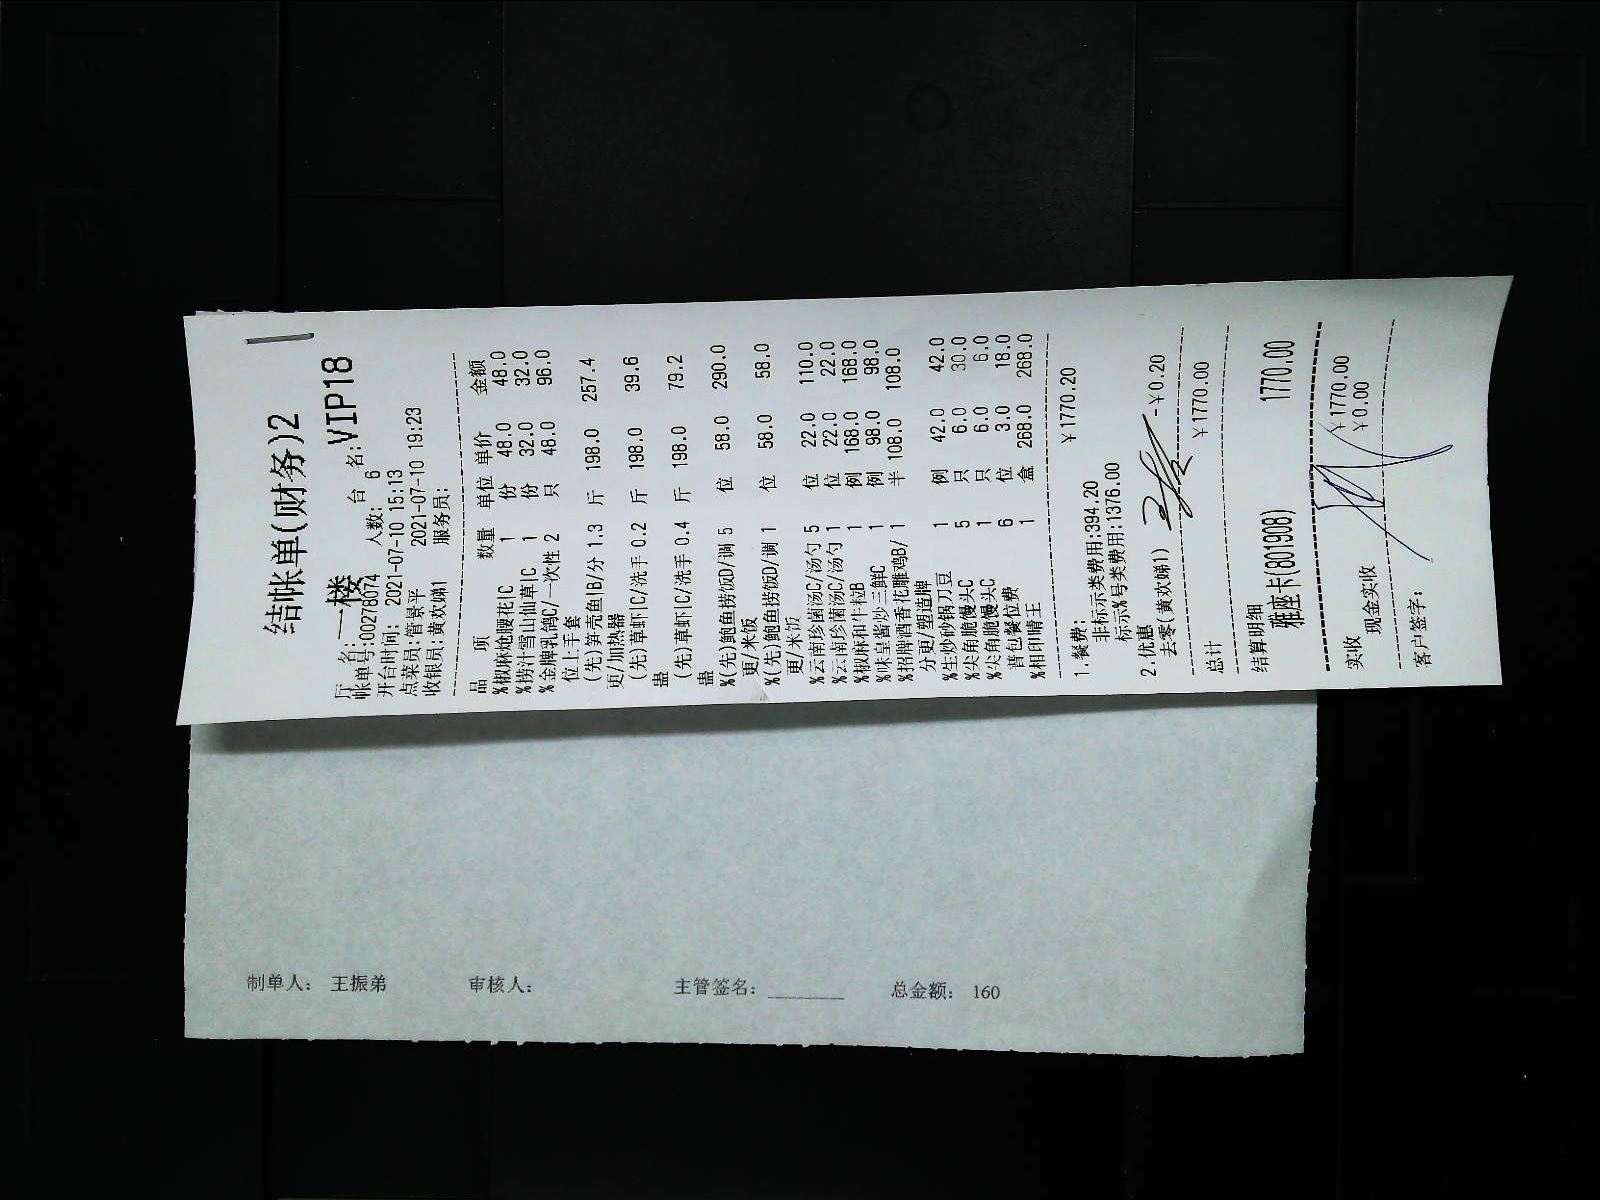 结帐单(财务)2
厅 名:一楼 台 名:VIP18
帐单号:00278074 人数: 6
开台时间: 2021-07-10 15:13
点菜员:管景平 2021-07-10 19:23
收银员:黄欢娣1 服务员:
品 项 数量 单位 单价 金额
%椒麻炝腰花|C 1 份 48.0 48.0
%捞汁雪山仙草|C 1 份 32.0 32.0
%金牌乳鸽C/一次性 2 只 48.0 96.0
位上手套
(先)笋壳鱼|B/分 1.3 斤 198.0 257.4
更/加热器
(先)草虾|C/洗手 0.2 斤 198.0 39.6
盅
(先)草虾|C/洗手 0.4 斤 198.0 79.2
盅
%(先)鲍鱼捞饭D/调 5 位 58.0 290.0
更/米饭
%(先)鲍鱼捞饭D/调 1 位 58.0 58.0
更/米饭
%云南珍菌汤C/汤勺 5 位 22.0 110.0
%云南珍菌汤C/汤勺 1 位 22.0 22.0
%椒麻和牛粒B 1 例 168.0 168.0
%味皇酱炒三鲜C 1 例 98.0 98.0
%招牌酒香花雕鸡B/ 1 半 108.0 108.0
分更/塑造牌
%生炒砂锅刀豆 1 例 42.0 42.0
%尖角脆馒头C 5 只 6.0 30.0
%尖角脆馒头C 1 只 6.0 6.0
普包餐位费 6 位 3.0 18.0
%相印晴王 1 盒 268.0 268.0
1.餐费: ￥1770.20
非标示类费用:394.20
标示%号类费用:1376.00
2.优惠
去零(黄欢娣1) -￥0.20
总计 ￥1770.00
结算明细
雅座卡(801908) 1770.00
实收 ￥1770.00
现金实收 ￥0.00
客户签字:
制单人: 王振弟 审核人: 主管签名: 总金额: 160